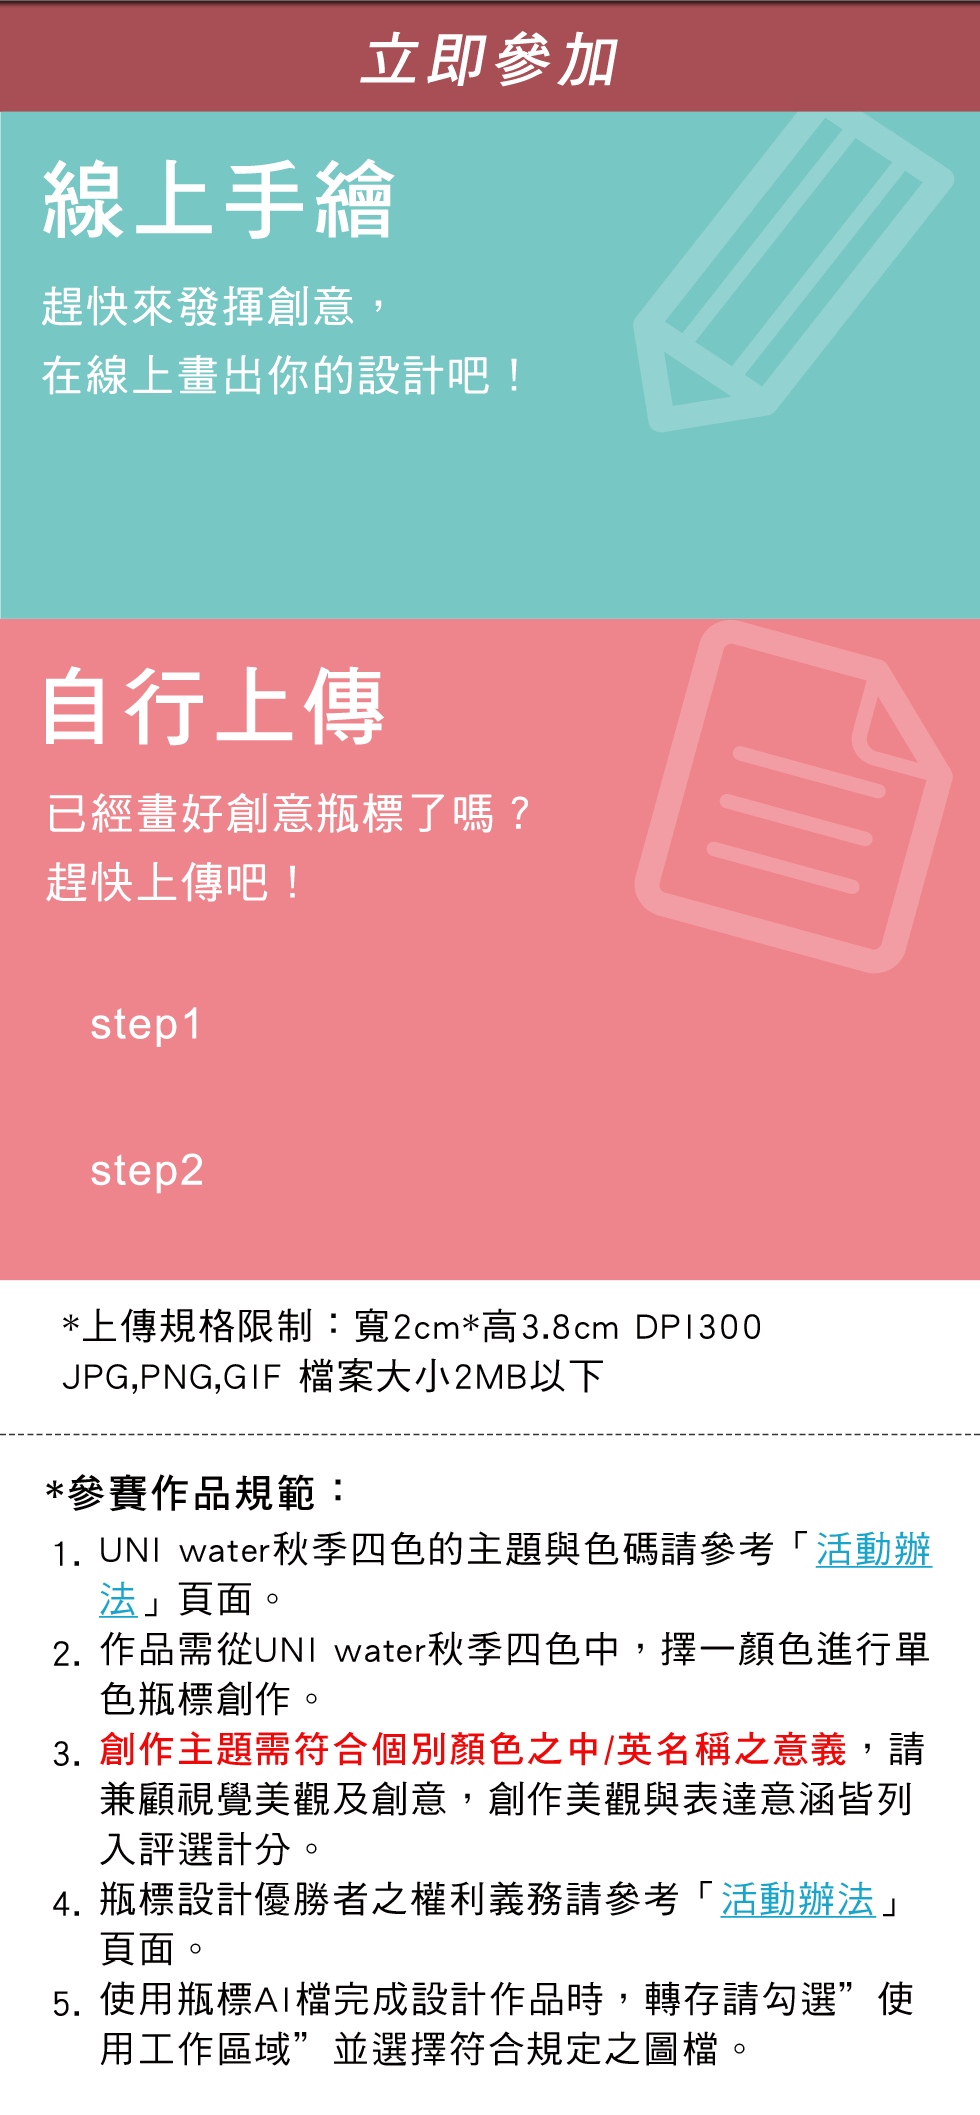 立即參加
線上手繪
趕快來發揮創意，
在線上畫出你的設計吧！
自行上傳
已經畫好創意瓶標了嗎？
趕快上傳吧！
step1
step2
*上傳規格限制：寬2cm*高3.8cm DPI300
JPG,PNG,GIF 檔案大小2MB以下
*參賽作品規範：
1. UNI water秋季四色的主題與色碼請參考「活動辦
法」頁面。
2. 作品需從UNI water秋季四色中，擇一顏色進行單
色瓶標創作。
3. 創作主題需符合個別顏色之中/英名稱之意義，請
兼顧視覺美觀及創意，創作美觀與表達意涵皆列
入評選計分。
4. 瓶標設計優勝者之權利義務請參考「活動辦法」
頁面。
5. 使用瓶標AI檔完成設計作品時，轉存請勾選”使
用工作區域”並選擇符合規定之圖檔。